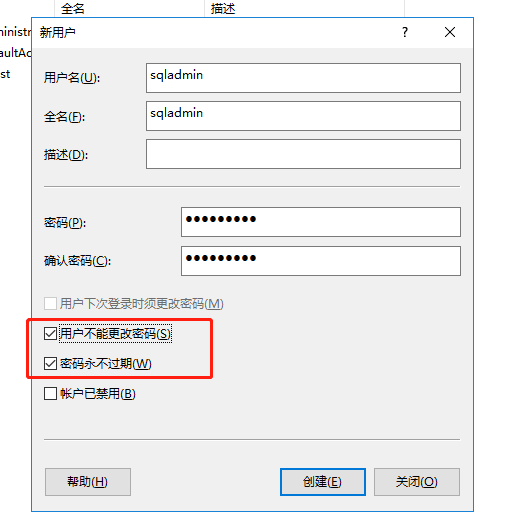 全名 描述
ministr
aultAc
st
新用户 ?
用户名(U): sqladmin
全名(F): sqladmin
描述(D):
密码(P): ●●●●●●●●●
确认密码(C): ●●●●●●●●●
用户下次登录时须更改密码(M)
用户不能更改密码(S)
密码永不过期(W)
帐户已禁用(B)
帮助(H) 创建(E) 关闭(O)